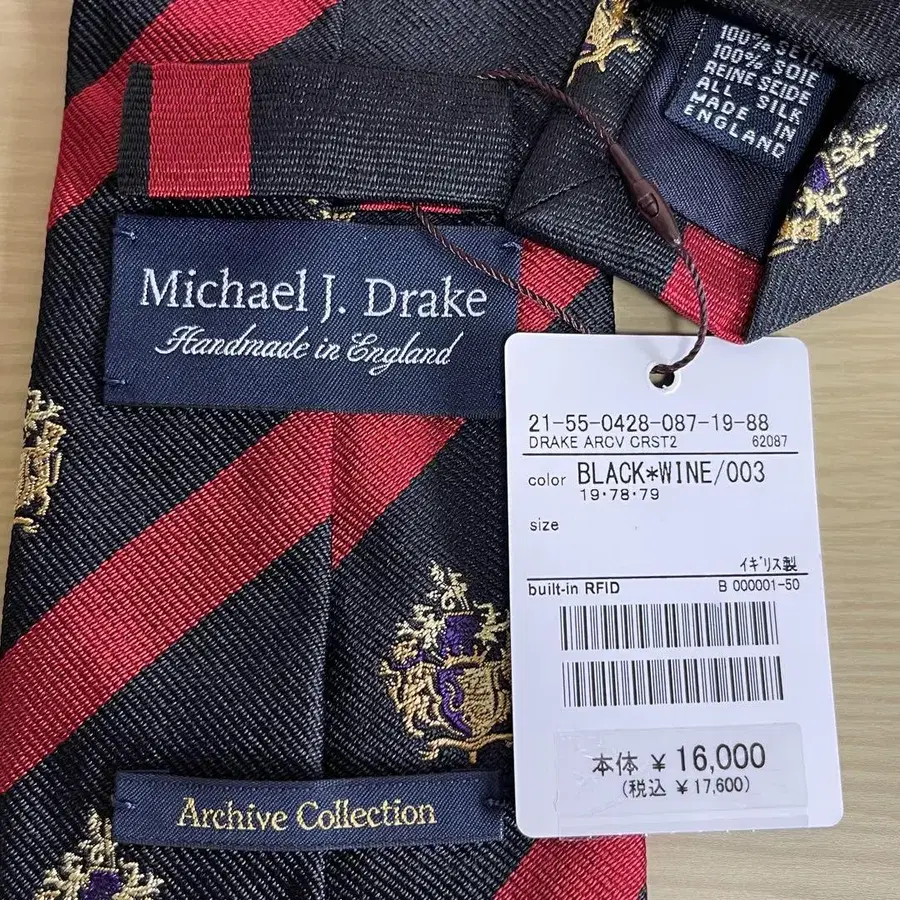 100% SETA
100% SOIE
REINE SEIDE
ALL SILK
MADE IN
ENGLAND
Michael J. Drake
Handmade in England
21-55-0428-087-19-88
DRAKE ARCV CRST2 62087
color BLACK*WINE/003
19・78・79
size
ｲｷﾞﾘｽ製
built-in RFID B 000001-50
本体 ¥ 16,000
(税込 ¥ 17,600)
Archive Collection